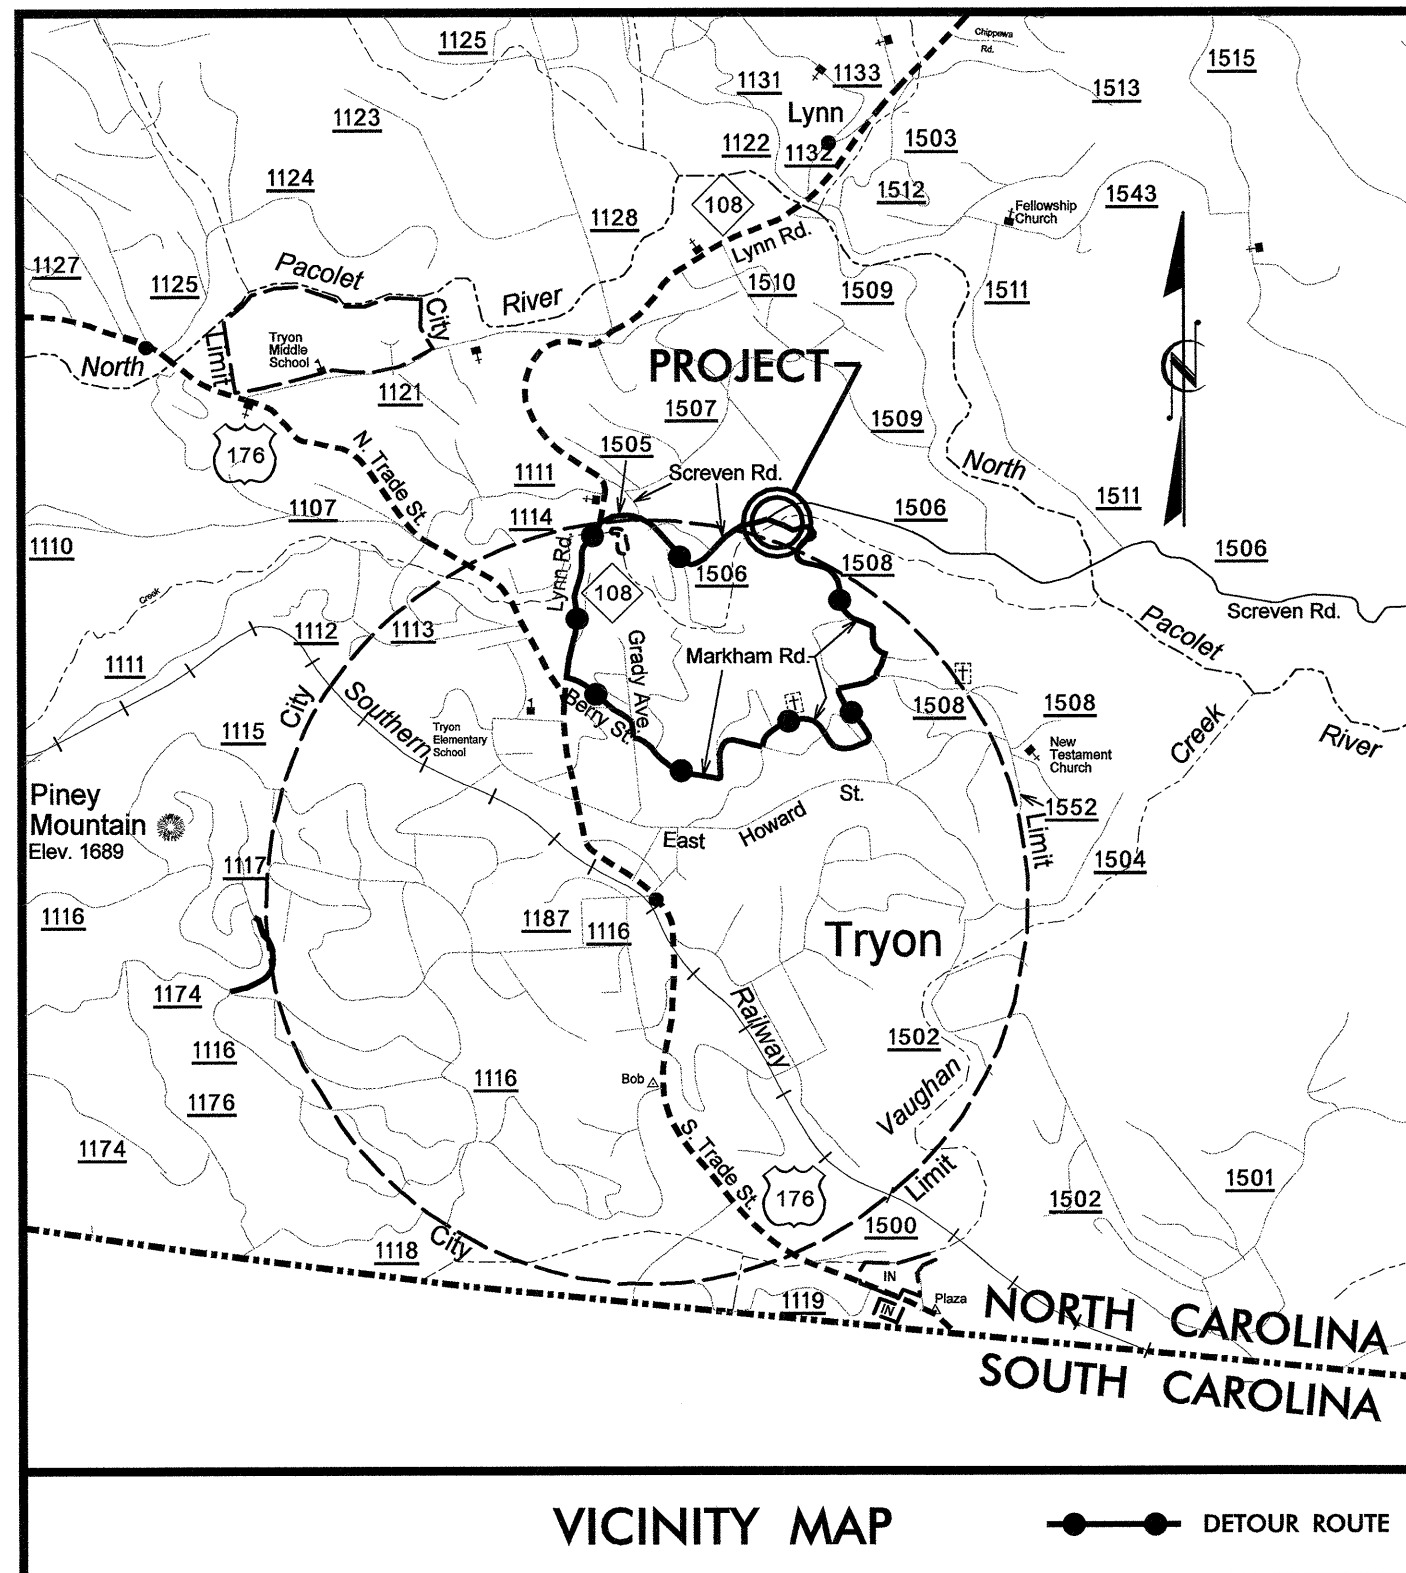 1125
Chippewa
Rd.
1131
1133
1515
1513
1123
Lynn
1122
1132
1503
1124
1512
1543
108
Fellowship
Church
1128
Lynn Rd.
1127
1125
Pacolet
River
City
1510
1509
1511
Limit
Tryon
Middle
School
North
PROJECT
1121
1507
1509
176
N. Trade St.
1505
Screven Rd.
North
1111
1511
1107
1114
1506
1110
1506
Lynn Rd.
1506
1508
Creek
108
Screven Rd.
1112
1113
Pacolet
1111
Grady Ave.
Markham Rd.
City
Southern
1508
1508
Berry St.
Creek
River
1115
Tryon
Elementary
School
New
Testament
Church
Piney
Mountain
Elev. 1689
St.
Howard
East
1552
Limit
1504
1117
1116
1187
1116
Tryon
1174
Railway
1116
1502
1116
Bob
Vaughan
1176
1174
S. Trade St.
Limit
176
1501
1502
1500
City
1118
IN
IN
Plaza
1119
NORTH CAROLINA
SOUTH CAROLINA
VICINITY MAP
DETOUR ROUTE